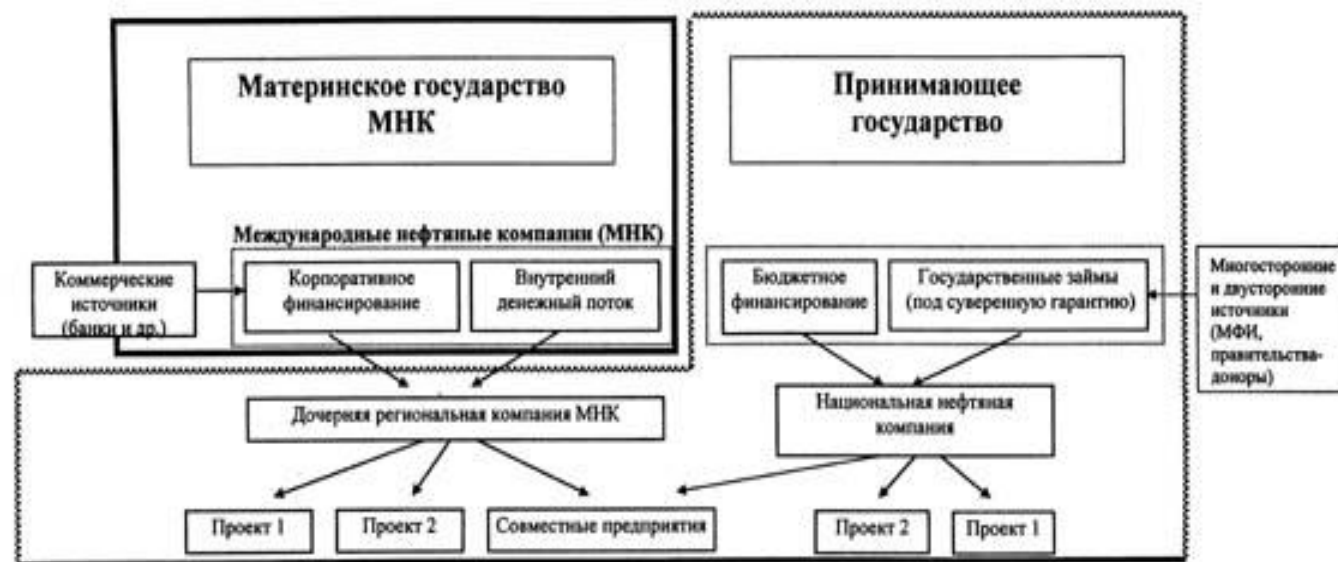 Материнское государство
МНК
Принимающее
государство
Международные нефтяные компании (МНК)
Коммерческие
источники
(банки и др.)
Корпоративное
финансирование
Внутренний
денежный поток
Бюджетное
финансирование
Государственные займы
(под суверенную гарантию)
Многосторонние
и двусторонние
источники
(МФИ,
правительства-
доноры)
Дочерняя региональная компания МНК
Национальная нефтяная
компания
Проект 1
Проект 2
Совместные предприятия
Проект 2
Проект 1